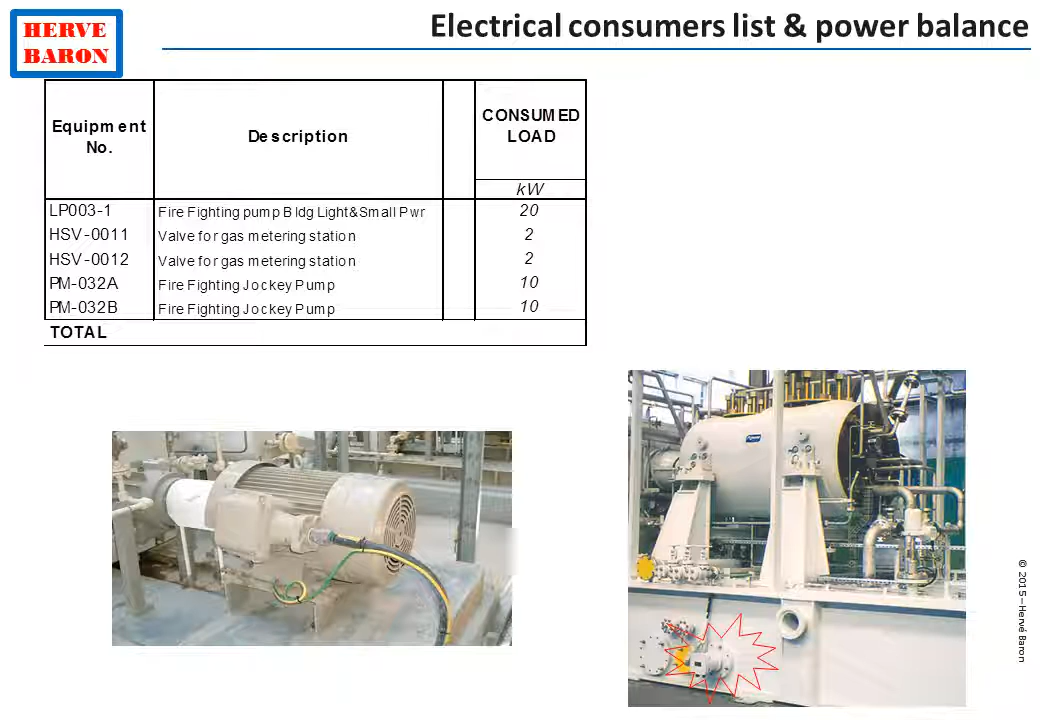 HERVE
BARON
Electrical consumers list & power balance
Equipment
No.
Description
CONSUMED
LOAD
kW
LP003-1 Fire Fighting pump Bldg Light&Small Pwr 20
HSV-0011 Valve for gas metering station 2
HSV-0012 Valve for gas metering station 2
PM-032A Fire Fighting Jockey Pump 10
PM-032B Fire Fighting Jockey Pump 10
TOTAL
© 2015 – Hervé Baron